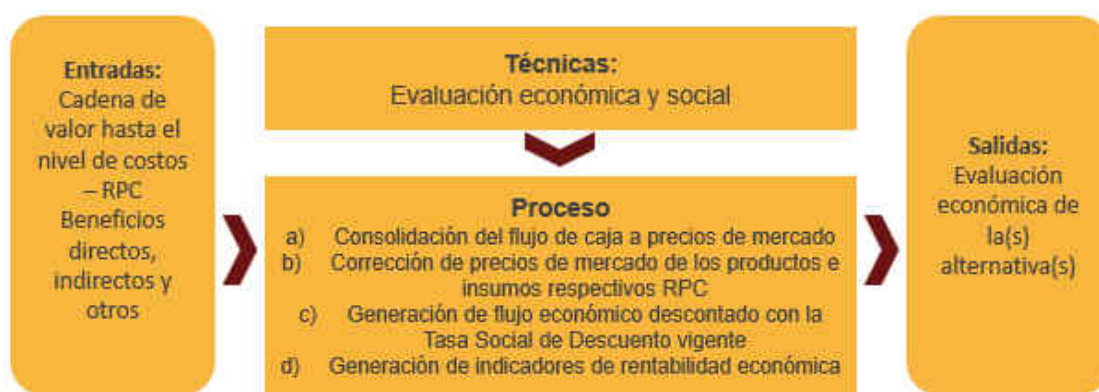 Entradas:
Cadena de
valor hasta el
nivel de costos
– RPC
Beneficios
directos,
indirectos y
otros
Técnicas:
Evaluación económica y social
Proceso
a) Consolidación del flujo de caja a precios de mercado
b) Corrección de precios de mercado de los productos e
insumos respectivos RPC
c) Generación de flujo económico descontado con la
Tasa Social de Descuento vigente
d) Generación de indicadores de rentabilidad económica
Salidas:
Evaluación
económica de
la(s)
alternativa(s)